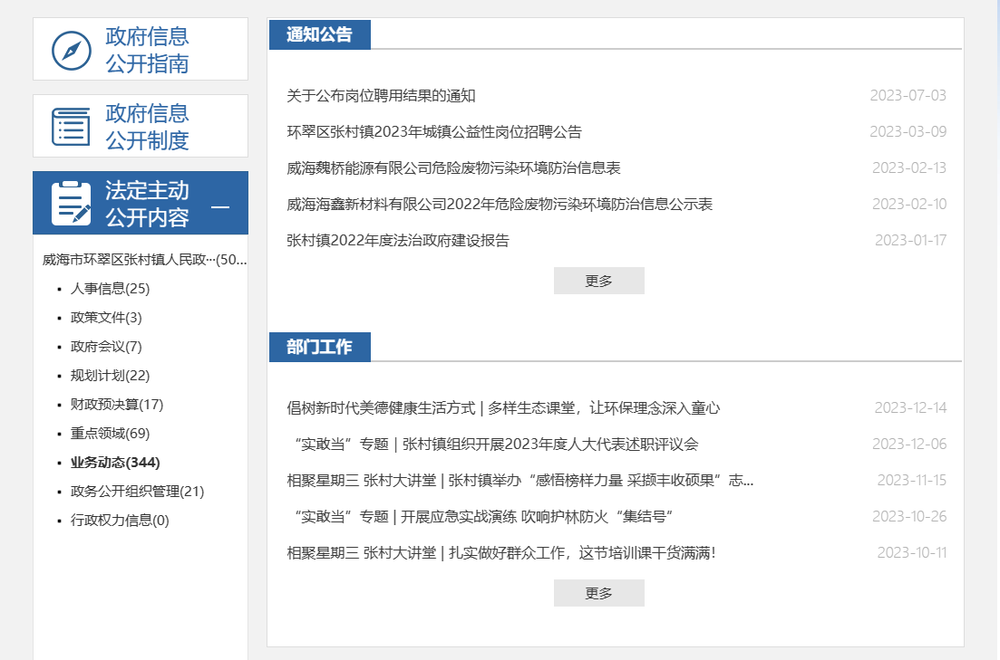 政府信息
公开指南
政府信息
公开制度
法定主动
公开内容
威海市环翠区张村镇人民政···(50...
人事信息(25)
政策文件(3)
政府会议(7)
规划计划(22)
财政预决算(17)
重点领域(69)
业务动态(344)
政务公开组织管理(21)
行政权力信息(0)
通知公告
关于公布岗位聘用结果的通知 2023-07-03
环翠区张村镇2023年城镇公益性岗位招聘公告 2023-03-09
威海魏桥能源有限公司危险废物污染环境防治信息表 2023-02-13
威海海鑫新材料有限公司2022年危险废物污染环境防治信息公示表 2023-02-10
张村镇2022年度法治政府建设报告 2023-01-17
更多
部门工作
倡树新时代美德健康生活方式 | 多样生态课堂，让环保理念深入童心 2023-12-14
“实敢当”专题 | 张村镇组织开展2023年度人大代表述职评议会 2023-12-06
相聚星期三 张村大讲堂 | 张村镇举办“感悟榜样力量 采撷丰收硕果”志... 2023-11-15
“实敢当”专题 | 开展应急实战演练 吹响护林防火“集结号” 2023-10-26
相聚星期三 张村大讲堂 | 扎实做好群众工作，这节培训课干货满满！ 2023-10-11
更多